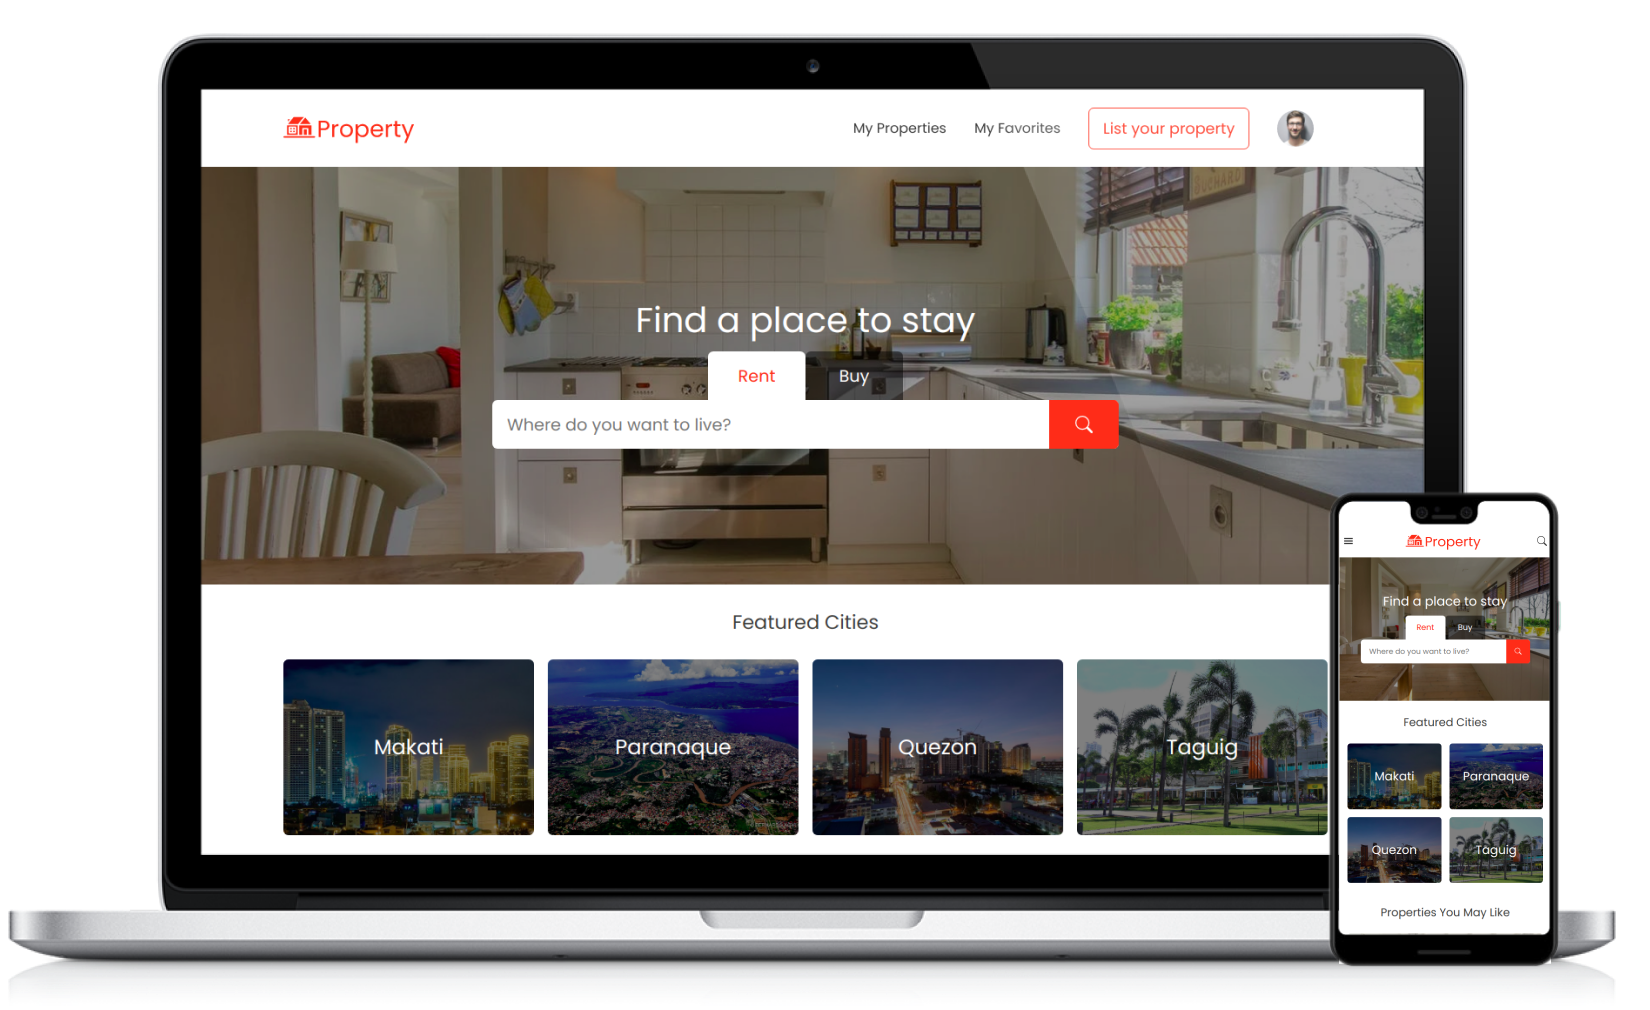 Property
My Properties
My Favorites
List your property
Find a place to stay
Rent
Buy
Where do you want to live?
Featured Cities
Makati
Paranaque
Quezon
Taguig
Property
Find a place to stay
Rent
Buy
Where do you want to live?
Featured Cities
Makati
Paranaque
Quezon
Taguig
Properties You May Like